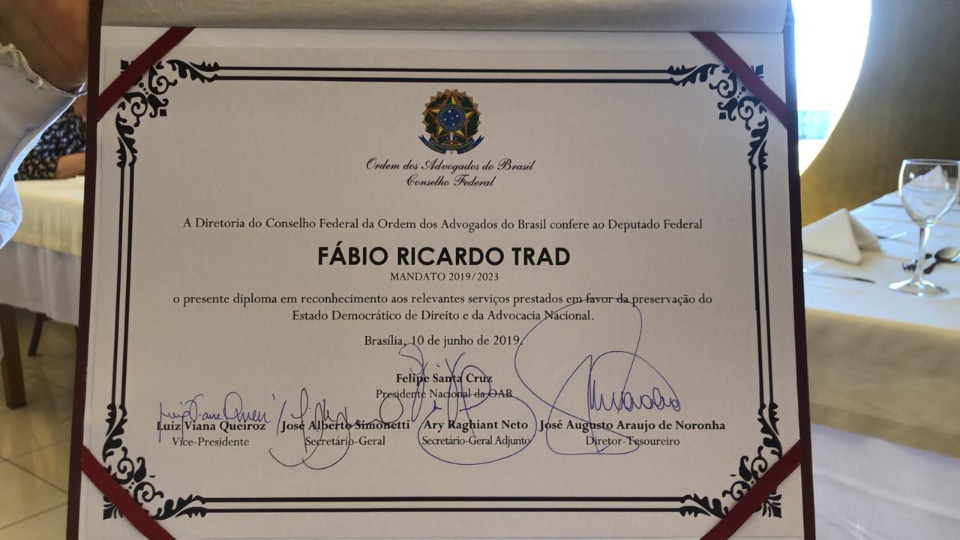 Ordem dos Advogados do Brasil
Conselho Federal
A Diretoria do Conselho Federal da Ordem dos Advogados do Brasil confere ao Deputado Federal
FÁBIO RICARDO TRAD
MANDATO 2019/2023
o presente diploma em reconhecimento aos relevantes serviços prestados em favor da preservação do
Estado Democrático de Direito e da Advocacia Nacional.
Brasília, 10 de junho de 2019.
Felipe Santa Cruz
Presidente Nacional da OAB
Luiz Viana Queiroz José Alberto Simonetti Ary Raghiant Neto José Augusto Araujo de Noronha
Vice-Presidente Secretário-Geral Secretário-Geral Adjunto Diretor-Tesoureiro